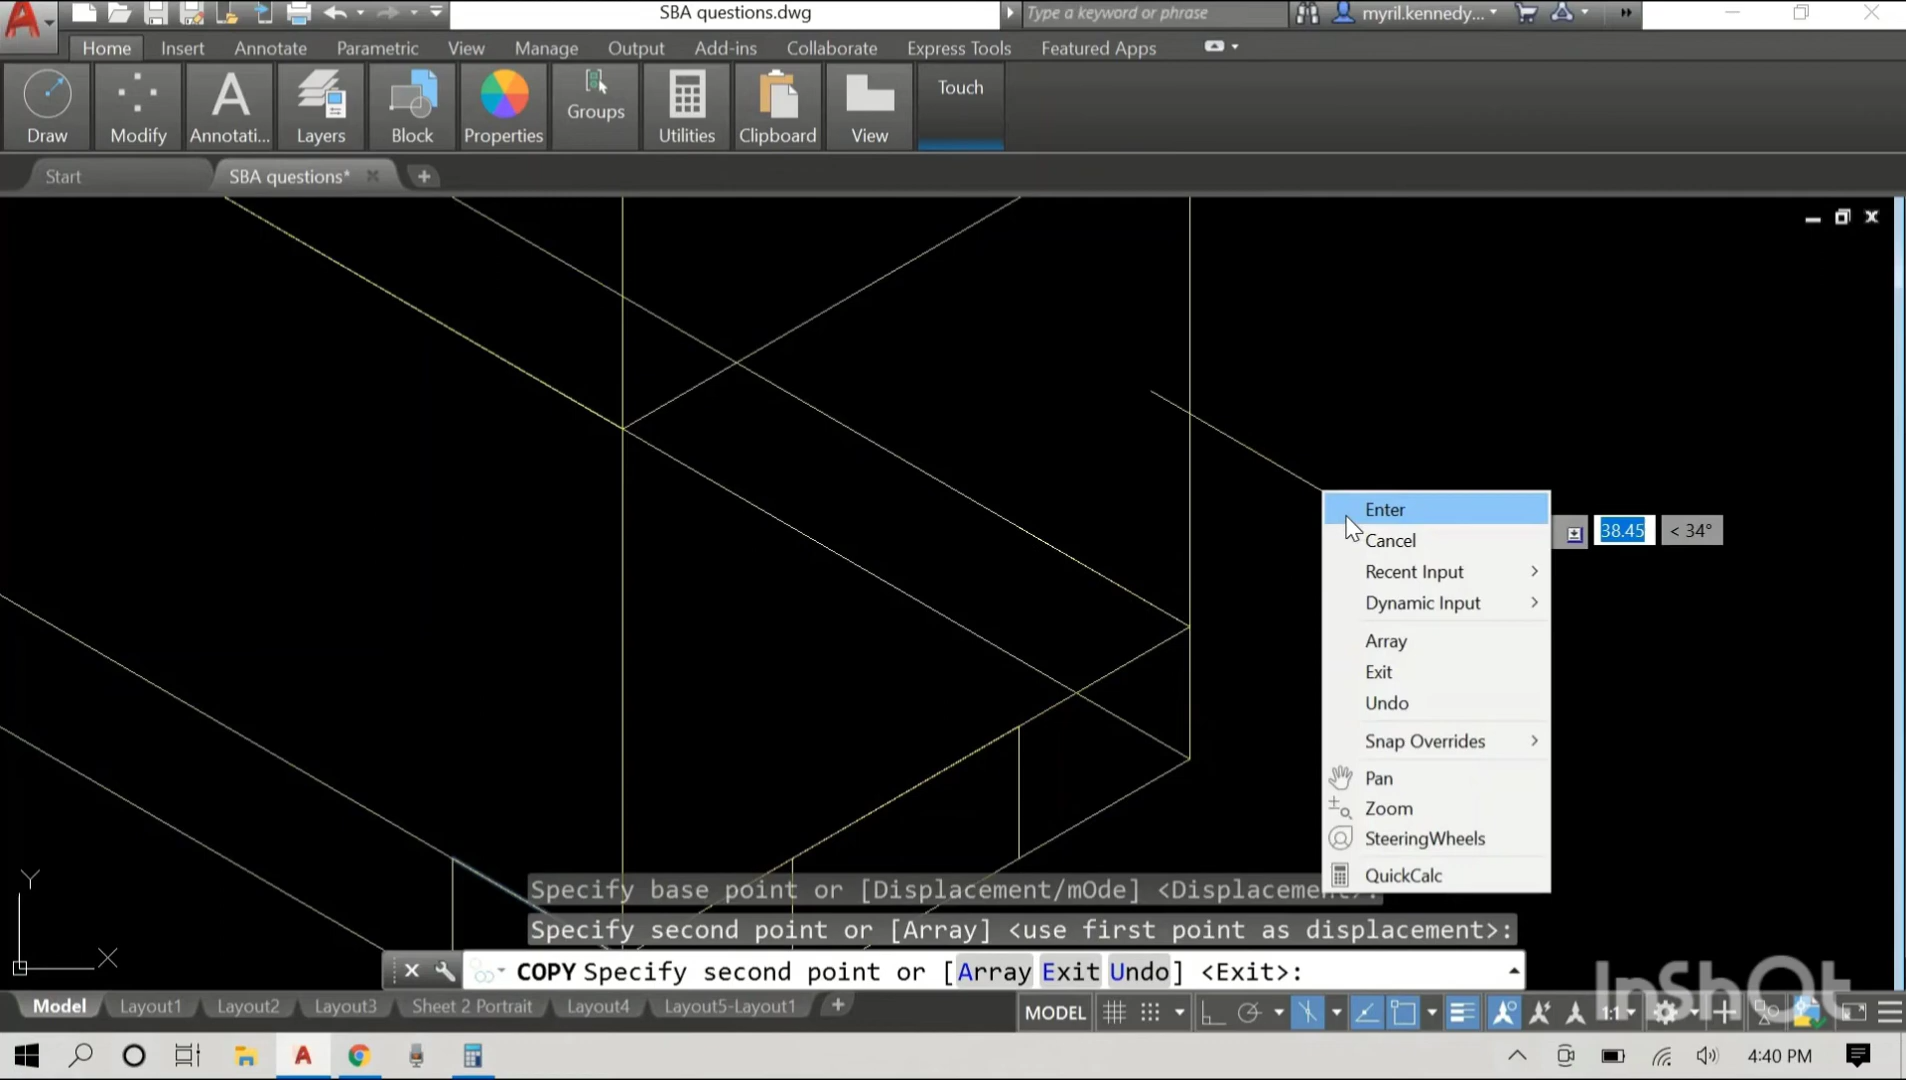 SBA questions.dwg
Type a keyword or phrase
myril.kennedy...
Home Insert Annotate Parametric View Manage Output Add-ins Collaborate Express Tools Featured Apps
Draw Modify Annotati... Layers Block Properties Groups Utilities Clipboard View Touch
Start SBA questions*
Enter
Cancel
Recent Input
Dynamic Input
Array
Exit
Undo
Snap Overrides
Pan
Zoom
SteeringWheels
QuickCalc
38.45 < 34°
Y
X
Specify base point or [Displacement/mOde] <Displacement>:
Specify second point or [Array] <use first point as displacement>:
COPY Specify second point or [Array Exit Undo] <Exit>:
Model Layout1 Layout2 Layout3 Sheet 2 Portrait Layout4 Layout5-Layout1
MODEL 1:1
InShOt
4:40 PM